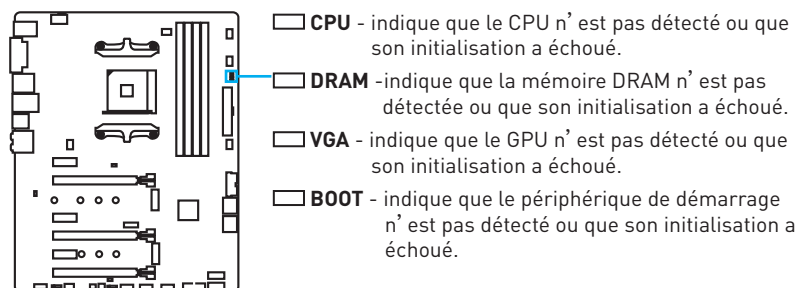 CPU - indique que le CPU n’ est pas détecté ou que
son initialisation a échoué.
DRAM -indique que la mémoire DRAM n’ est pas
détectée ou que son initialisation a échoué.
VGA - indique que le GPU n’ est pas détecté ou que
son initialisation a échoué.
BOOT - indique que le périphérique de démarrage
n’ est pas détecté ou que son initialisation a
échoué.